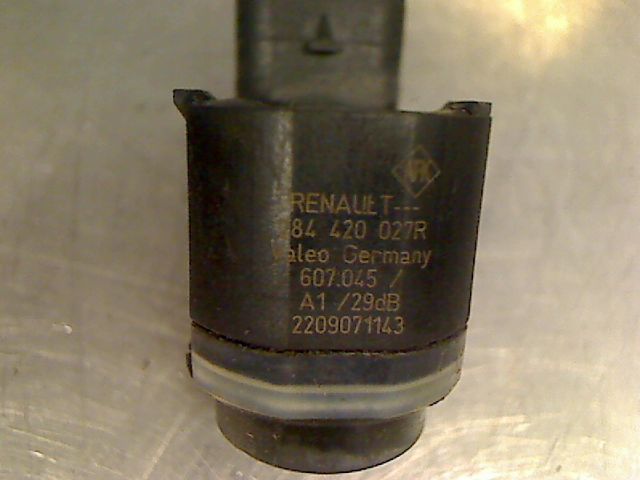 RENAULT---
84 420 027R
Valeo Germany
607.045 /
A1 /29dB
2209071143